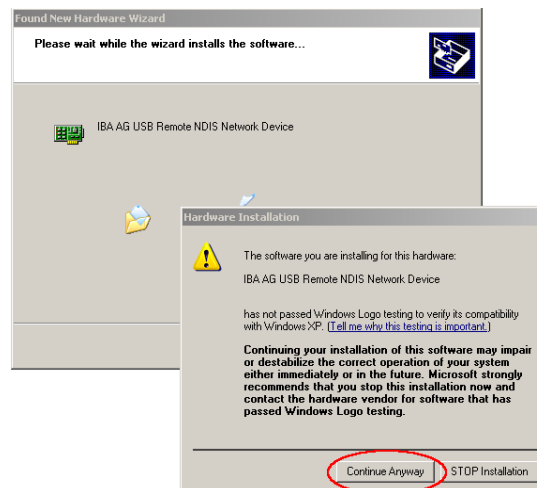 Found New Hardware Wizard
Please wait while the wizard installs the software...
IBA AG USB Remote NDIS Network Device
Hardware Installation
The software you are installing for this hardware:
IBA AG USB Remote NDIS Network Device
has not passed Windows Logo testing to verify its compatibility
with Windows XP. (Tell me why this testing is important.)
Continuing your installation of this software may impair
or destabilize the correct operation of your system
either immediately or in the future. Microsoft strongly
recommends that you stop this installation now and
contact the hardware vendor for software that has
passed Windows Logo testing.
Continue Anyway
STOP Installation